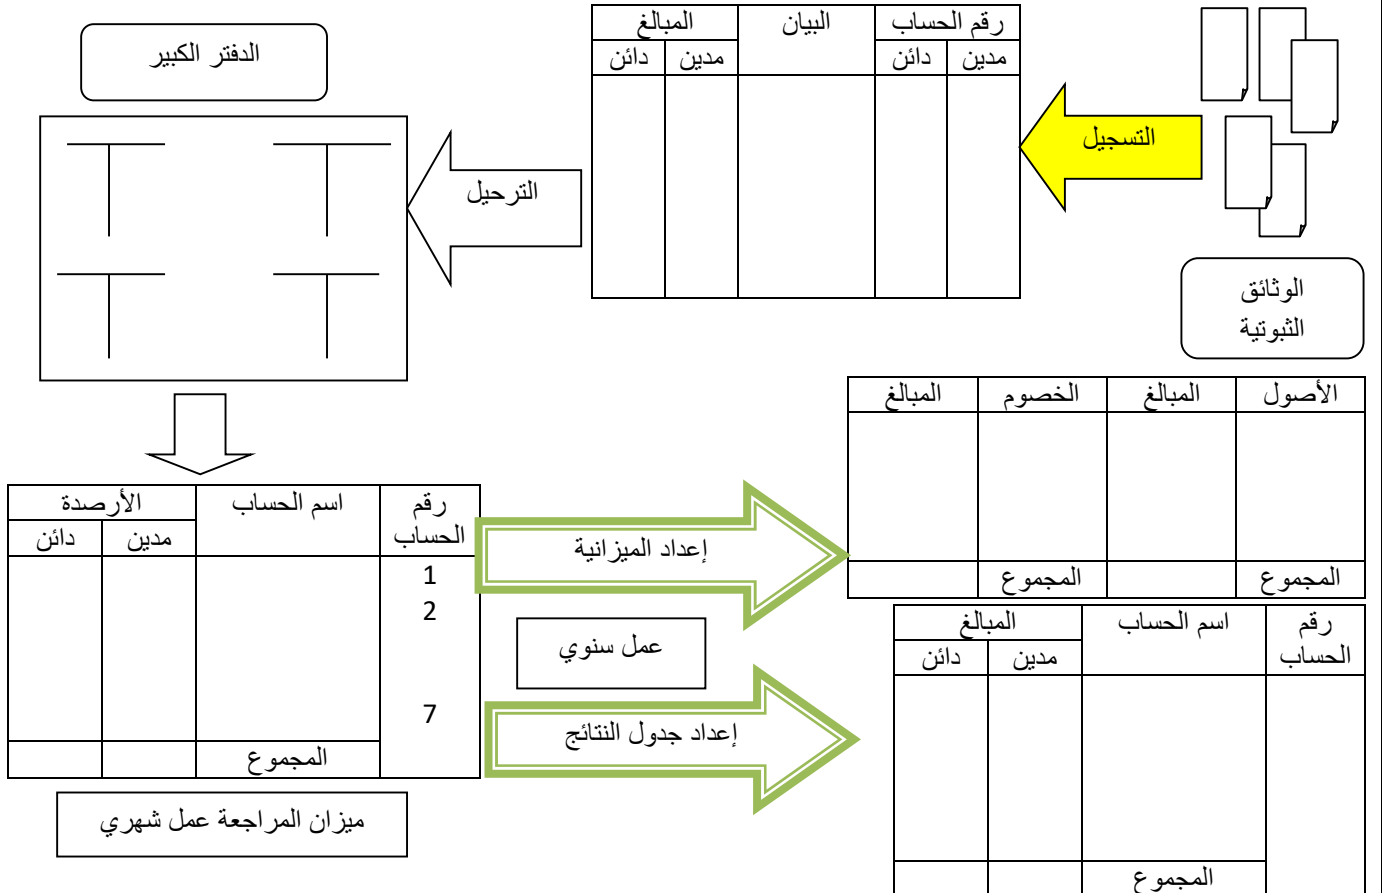 رقم الحساب البيان المبالغ
مدين دائن مدين دائن
التسجيل
الوثائق
الثبوتية
الترحيل
الدفتر الكبير
رقم
الحساب
اسم الحساب الأرصدة
مدين دائن
1
2
7
المجموع
ميزان المراجعة عمل شهري
إعداد الميزانية
عمل سنوي
إعداد جدول النتائج
الأصول المبالغ الخصوم المبالغ
المجموع المجموع
رقم
الحساب
اسم الحساب المبالغ
مدين دائن
المجموع